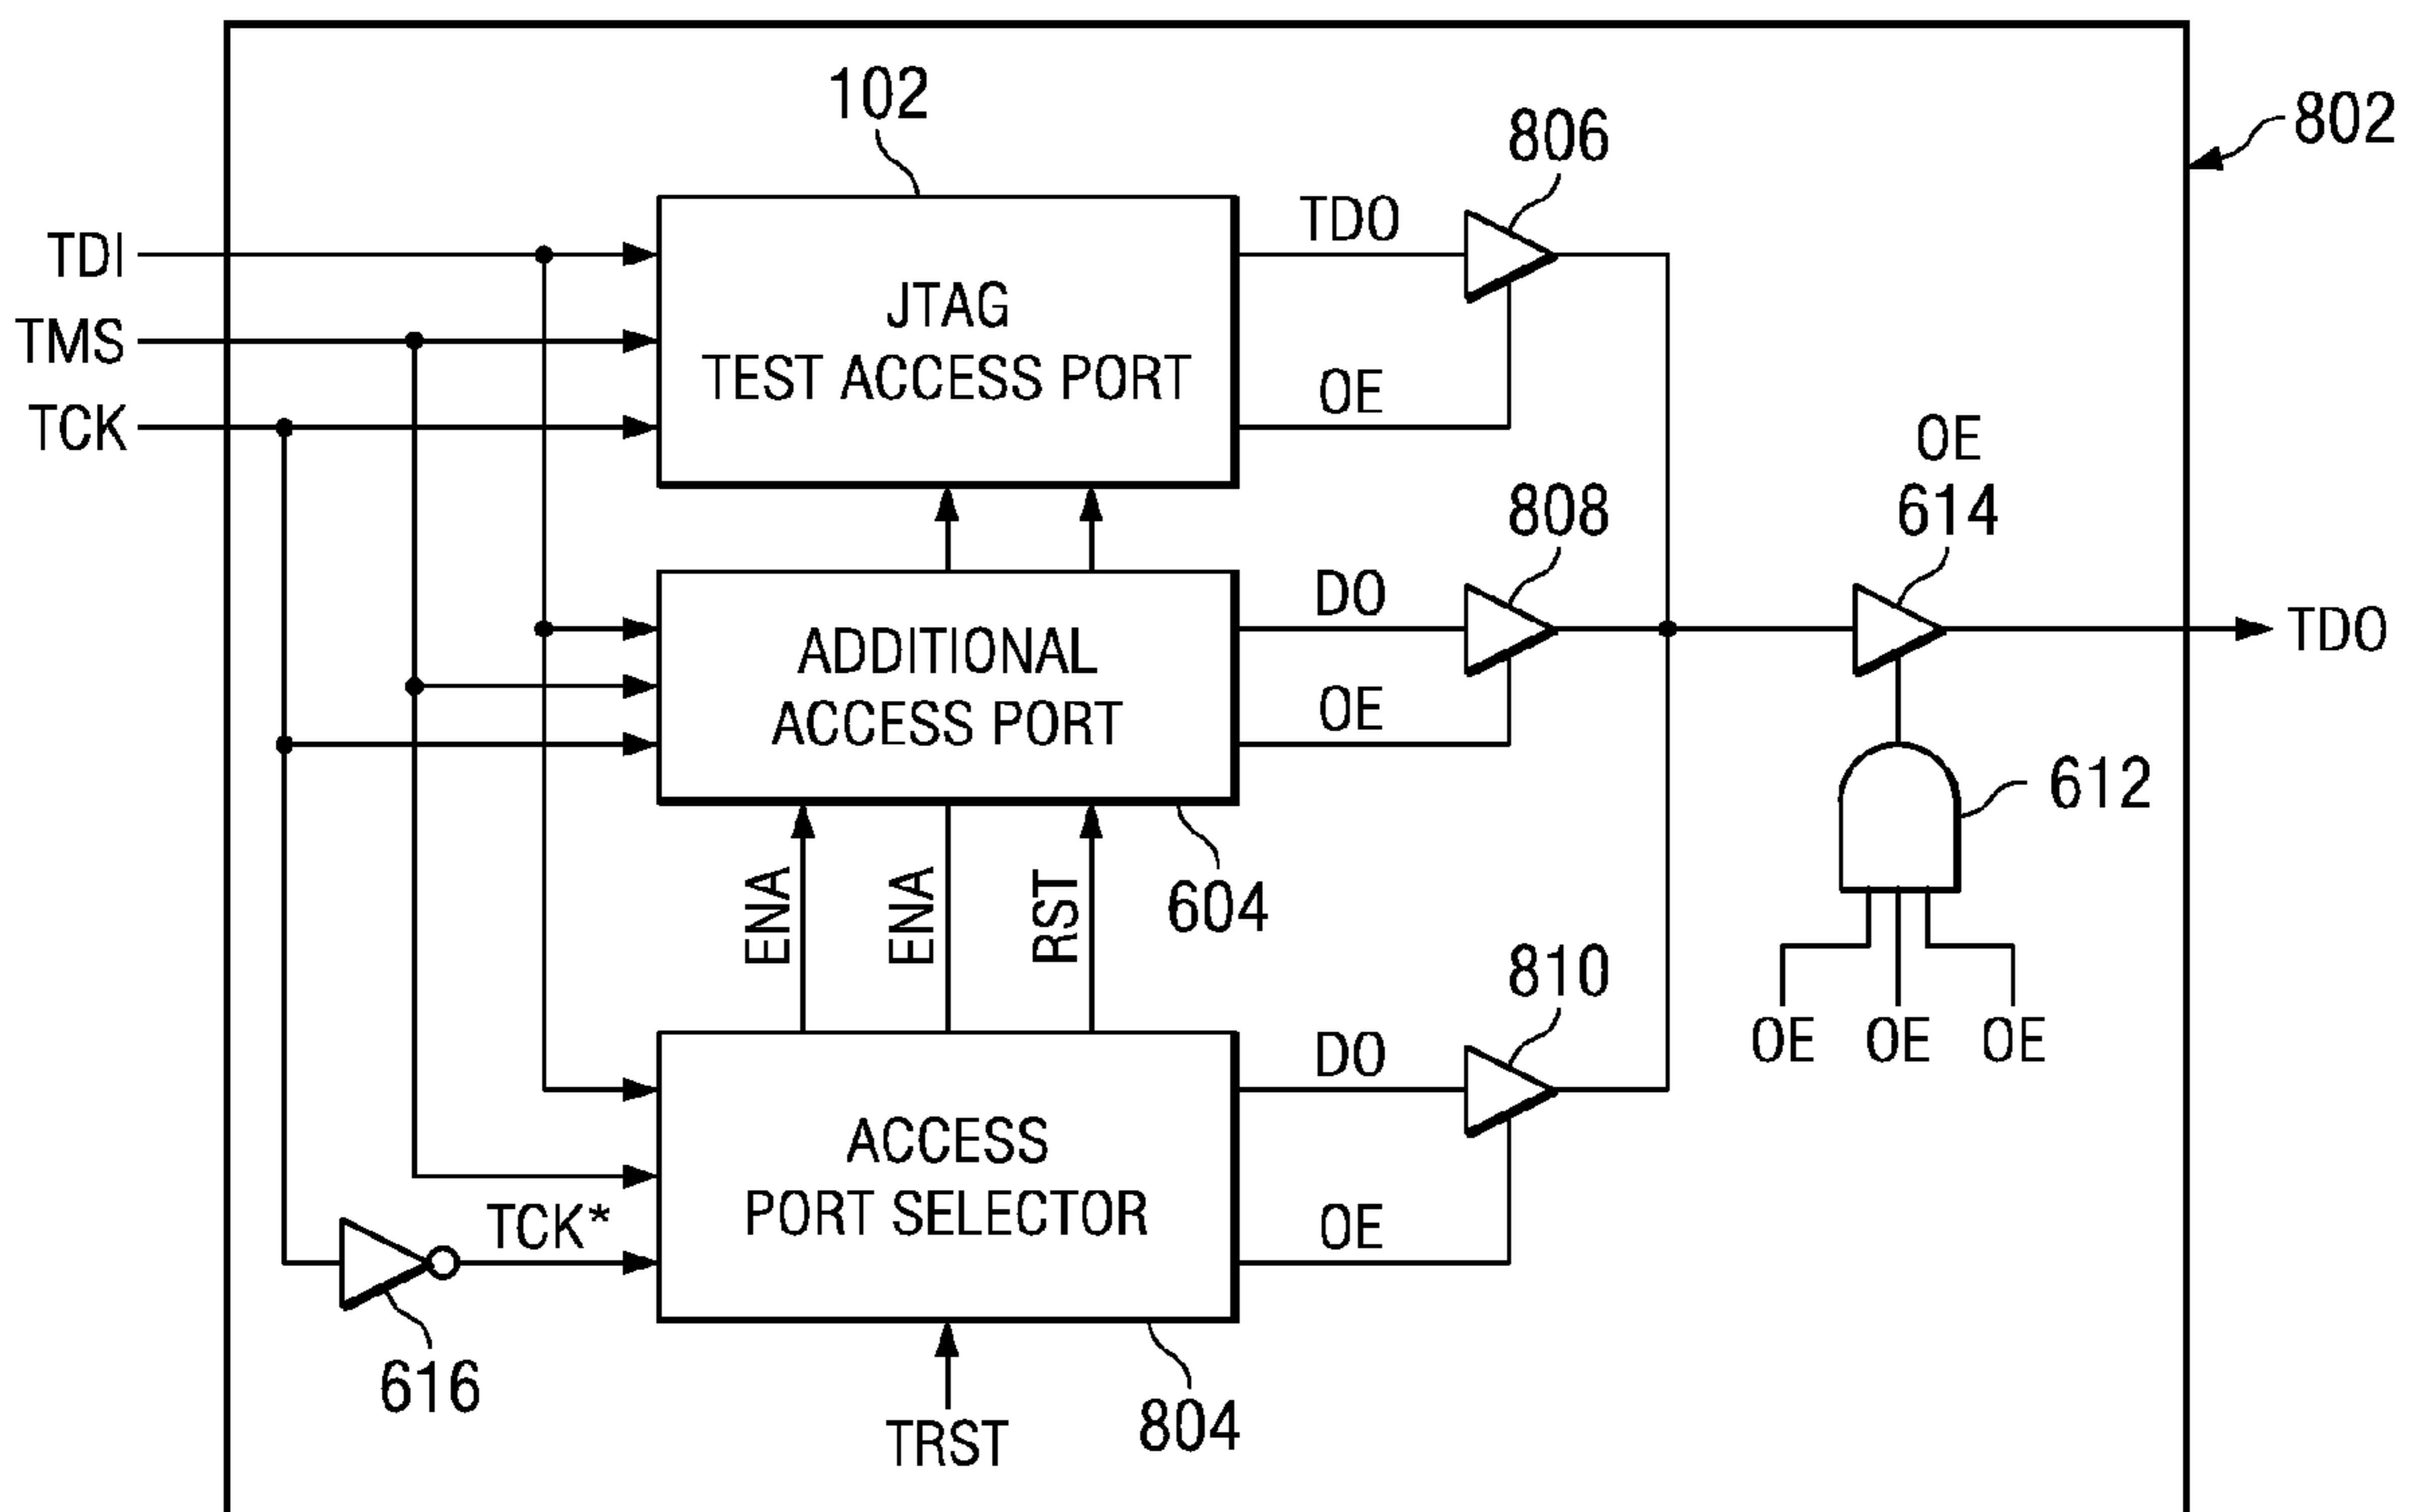 102
806
802
TDI
TMS
TCK
JTAG
TEST ACCESS PORT
TDO
OE
808
OE
614
ADDITIONAL
ACCESS PORT
DO
OE
TDO
612
ENA
ENA
RST
604
810
OE OE OE
ACCESS
PORT SELECTOR
DO
OE
TCK*
616
TRST
804